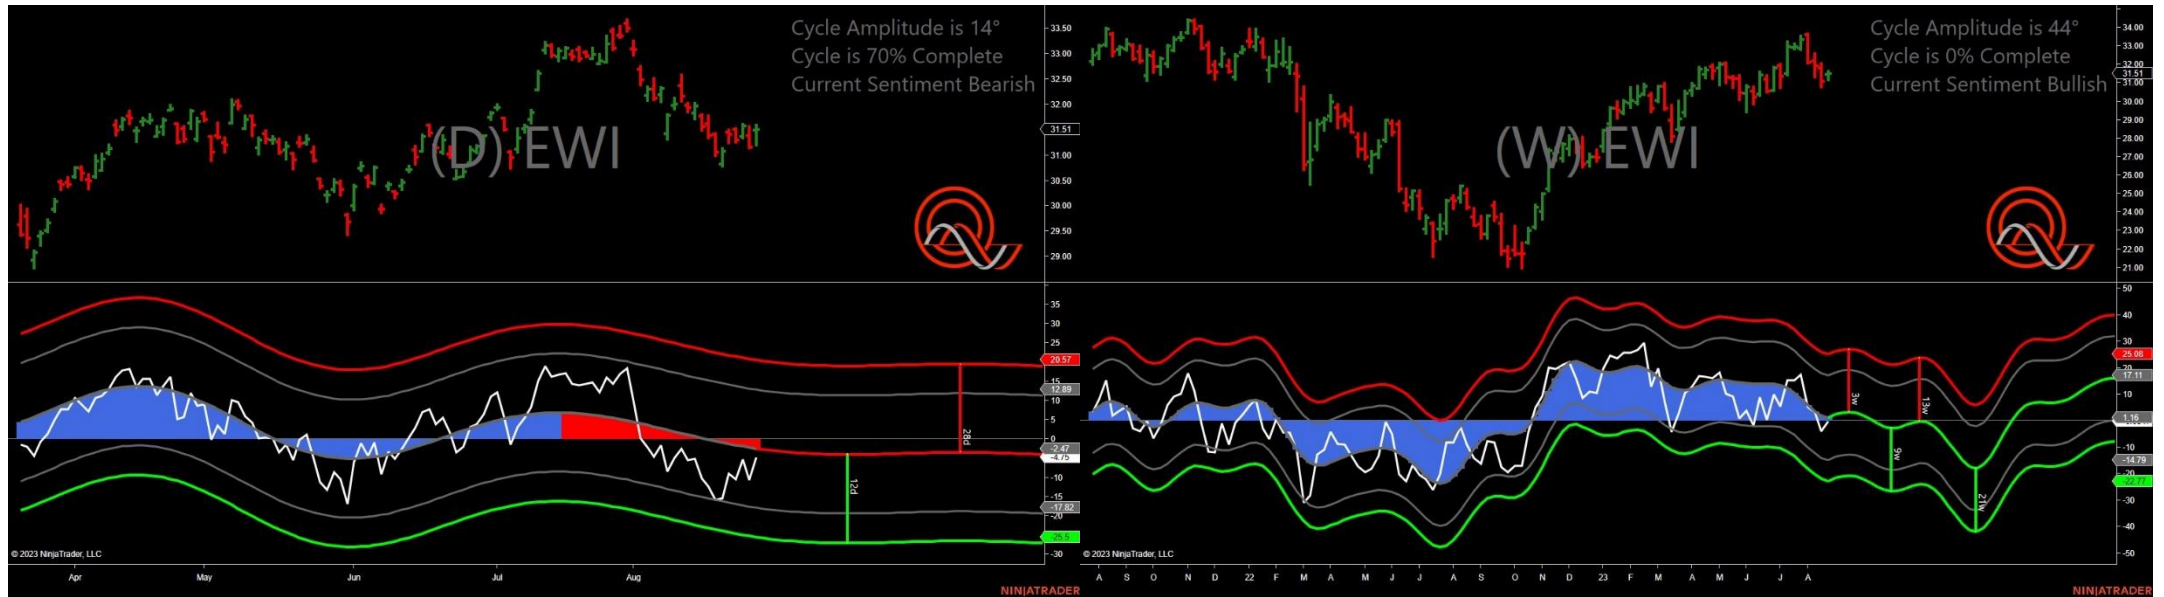 Cycle Amplitude is 14°
Cycle is 70% Complete
Current Sentiment Bearish
(D) EWI
33.50
33.00
32.50
32.00
31.51
31.00
30.50
30.00
29.50
29.00
35
30
25
20.57
15
12.89
10
5
0
-2.47
-4.75
-10
-15
-17.82
-20
-25.5
-30
28d
12d
© 2023 NinjaTrader, LLC
Apr May Jun Jul Aug
NINJATRADER
Cycle Amplitude is 44°
Cycle is 0% Complete
Current Sentiment Bullish
(W) EWI
34.00
33.00
32.00
31.51
31.00
30.00
29.00
28.00
27.00
26.00
25.00
24.00
23.00
22.00
21.00
50
40
30
25.08
20
17.11
10
1.16
-10
-14.79
-20
-22.77
-30
-40
-50
3w
13w
9w
21w
© 2023 NinjaTrader, LLC
A S O N D 22 F M A M J J A S O N D 23 F M A M J J A
NINJATRADER